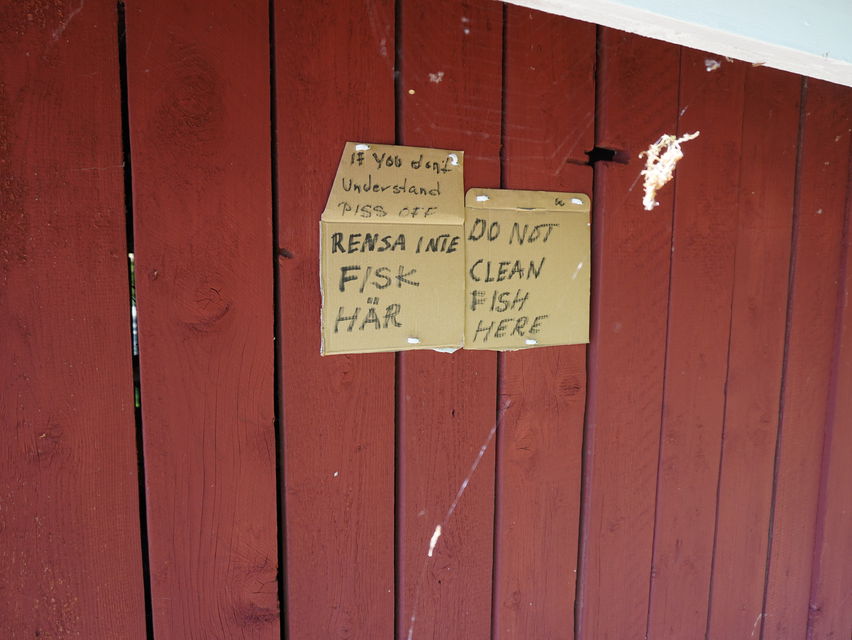 IF YOU don't
Understand
PISS OFF
RENSA INTE
FISK
HÄR
DO NOT
CLEAN
FISH
HERE